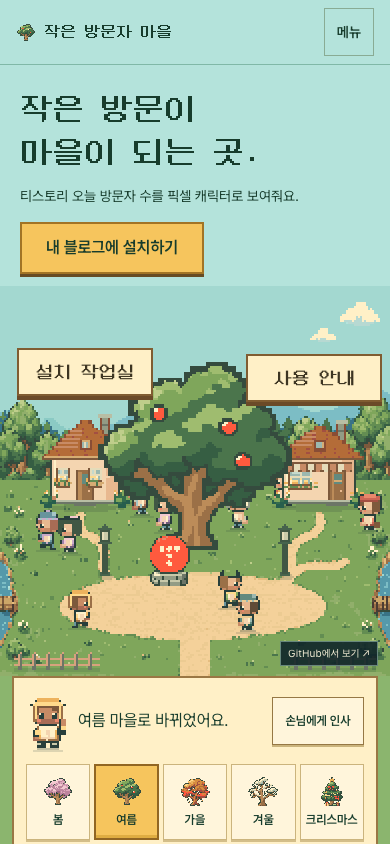 작은 방문자 마을
메뉴
작은 방문이
마을이 되는 곳.
티스토리 오늘 방문자 수를 픽셀 캐릭터로 보여줘요.
내 블로그에 설치하기
설치 작업실
사용 안내
GitHub에서 보기 ↗
여름 마을로 바뀌었어요.
손님에게 인사
봄
여름
가을
겨울
크리스마스